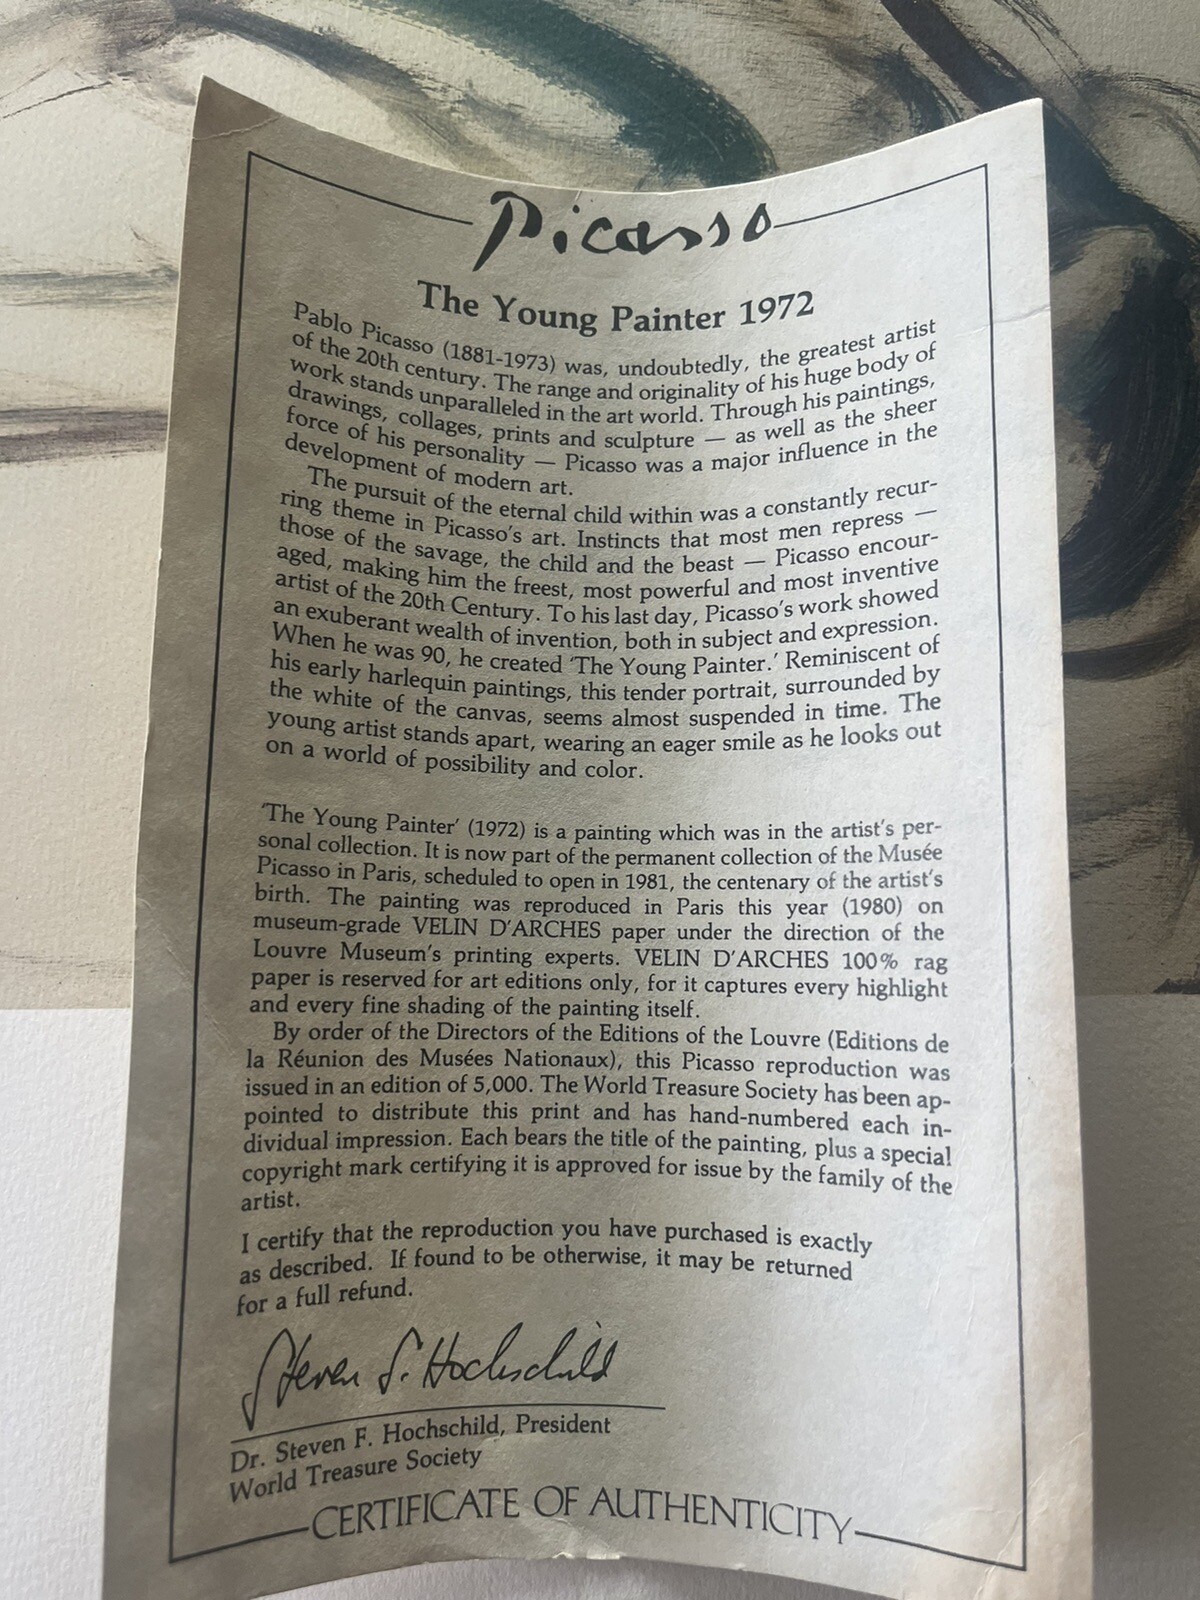 Picasso
The Young Painter 1972
Pablo Picasso (1881-1973) was, undoubtedly, the greatest artist
of the 20th century. The range and originality of his huge body of
work stands unparalleled in the art world. Through his paintings,
drawings, collages, prints and sculpture — as well as the sheer
force of his personality — Picasso was a major influence in the
development of modern art.
The pursuit of the eternal child within was a constantly recur-
ring theme in Picasso's art. Instincts that most men repress —
those of the savage, the child and the beast — Picasso encour-
aged, making him the freest, most powerful and most inventive
artist of the 20th Century. To his last day, Picasso's work showed
an exuberant wealth of invention, both in subject and expression.
When he was 90, he created 'The Young Painter.' Reminiscent of
his early harlequin paintings, this tender portrait, surrounded by
the white of the canvas, seems almost suspended in time. The
young artist stands apart, wearing an eager smile as he looks out
on a world of possibility and color.
'The Young Painter' (1972) is a painting which was in the artist's per-
sonal collection. It is now part of the permanent collection of the Musée
Picasso in Paris, scheduled to open in 1981, the centenary of the artist's
birth. The painting was reproduced in Paris this year (1980) on
museum-grade VELIN D'ARCHES paper under the direction of the
Louvre Museum's printing experts. VELIN D'ARCHES 100% rag
paper is reserved for art editions only, for it captures every highlight
and every fine shading of the painting itself.
By order of the Directors of the Editions of the Louvre (Editions de
la Réunion des Musées Nationaux), this Picasso reproduction was
issued in an edition of 5,000. The World Treasure Society has been ap-
pointed to distribute this print and has hand-numbered each in-
dividual impression. Each bears the title of the painting, plus a special
copyright mark certifying it is approved for issue by the family of the
artist.
I certify that the reproduction you have purchased is exactly
as described. If found to be otherwise, it may be returned
for a full refund.
Steven F. Hochschild
Dr. Steven F. Hochschild, President
World Treasure Society
CERTIFICATE OF AUTHENTICITY